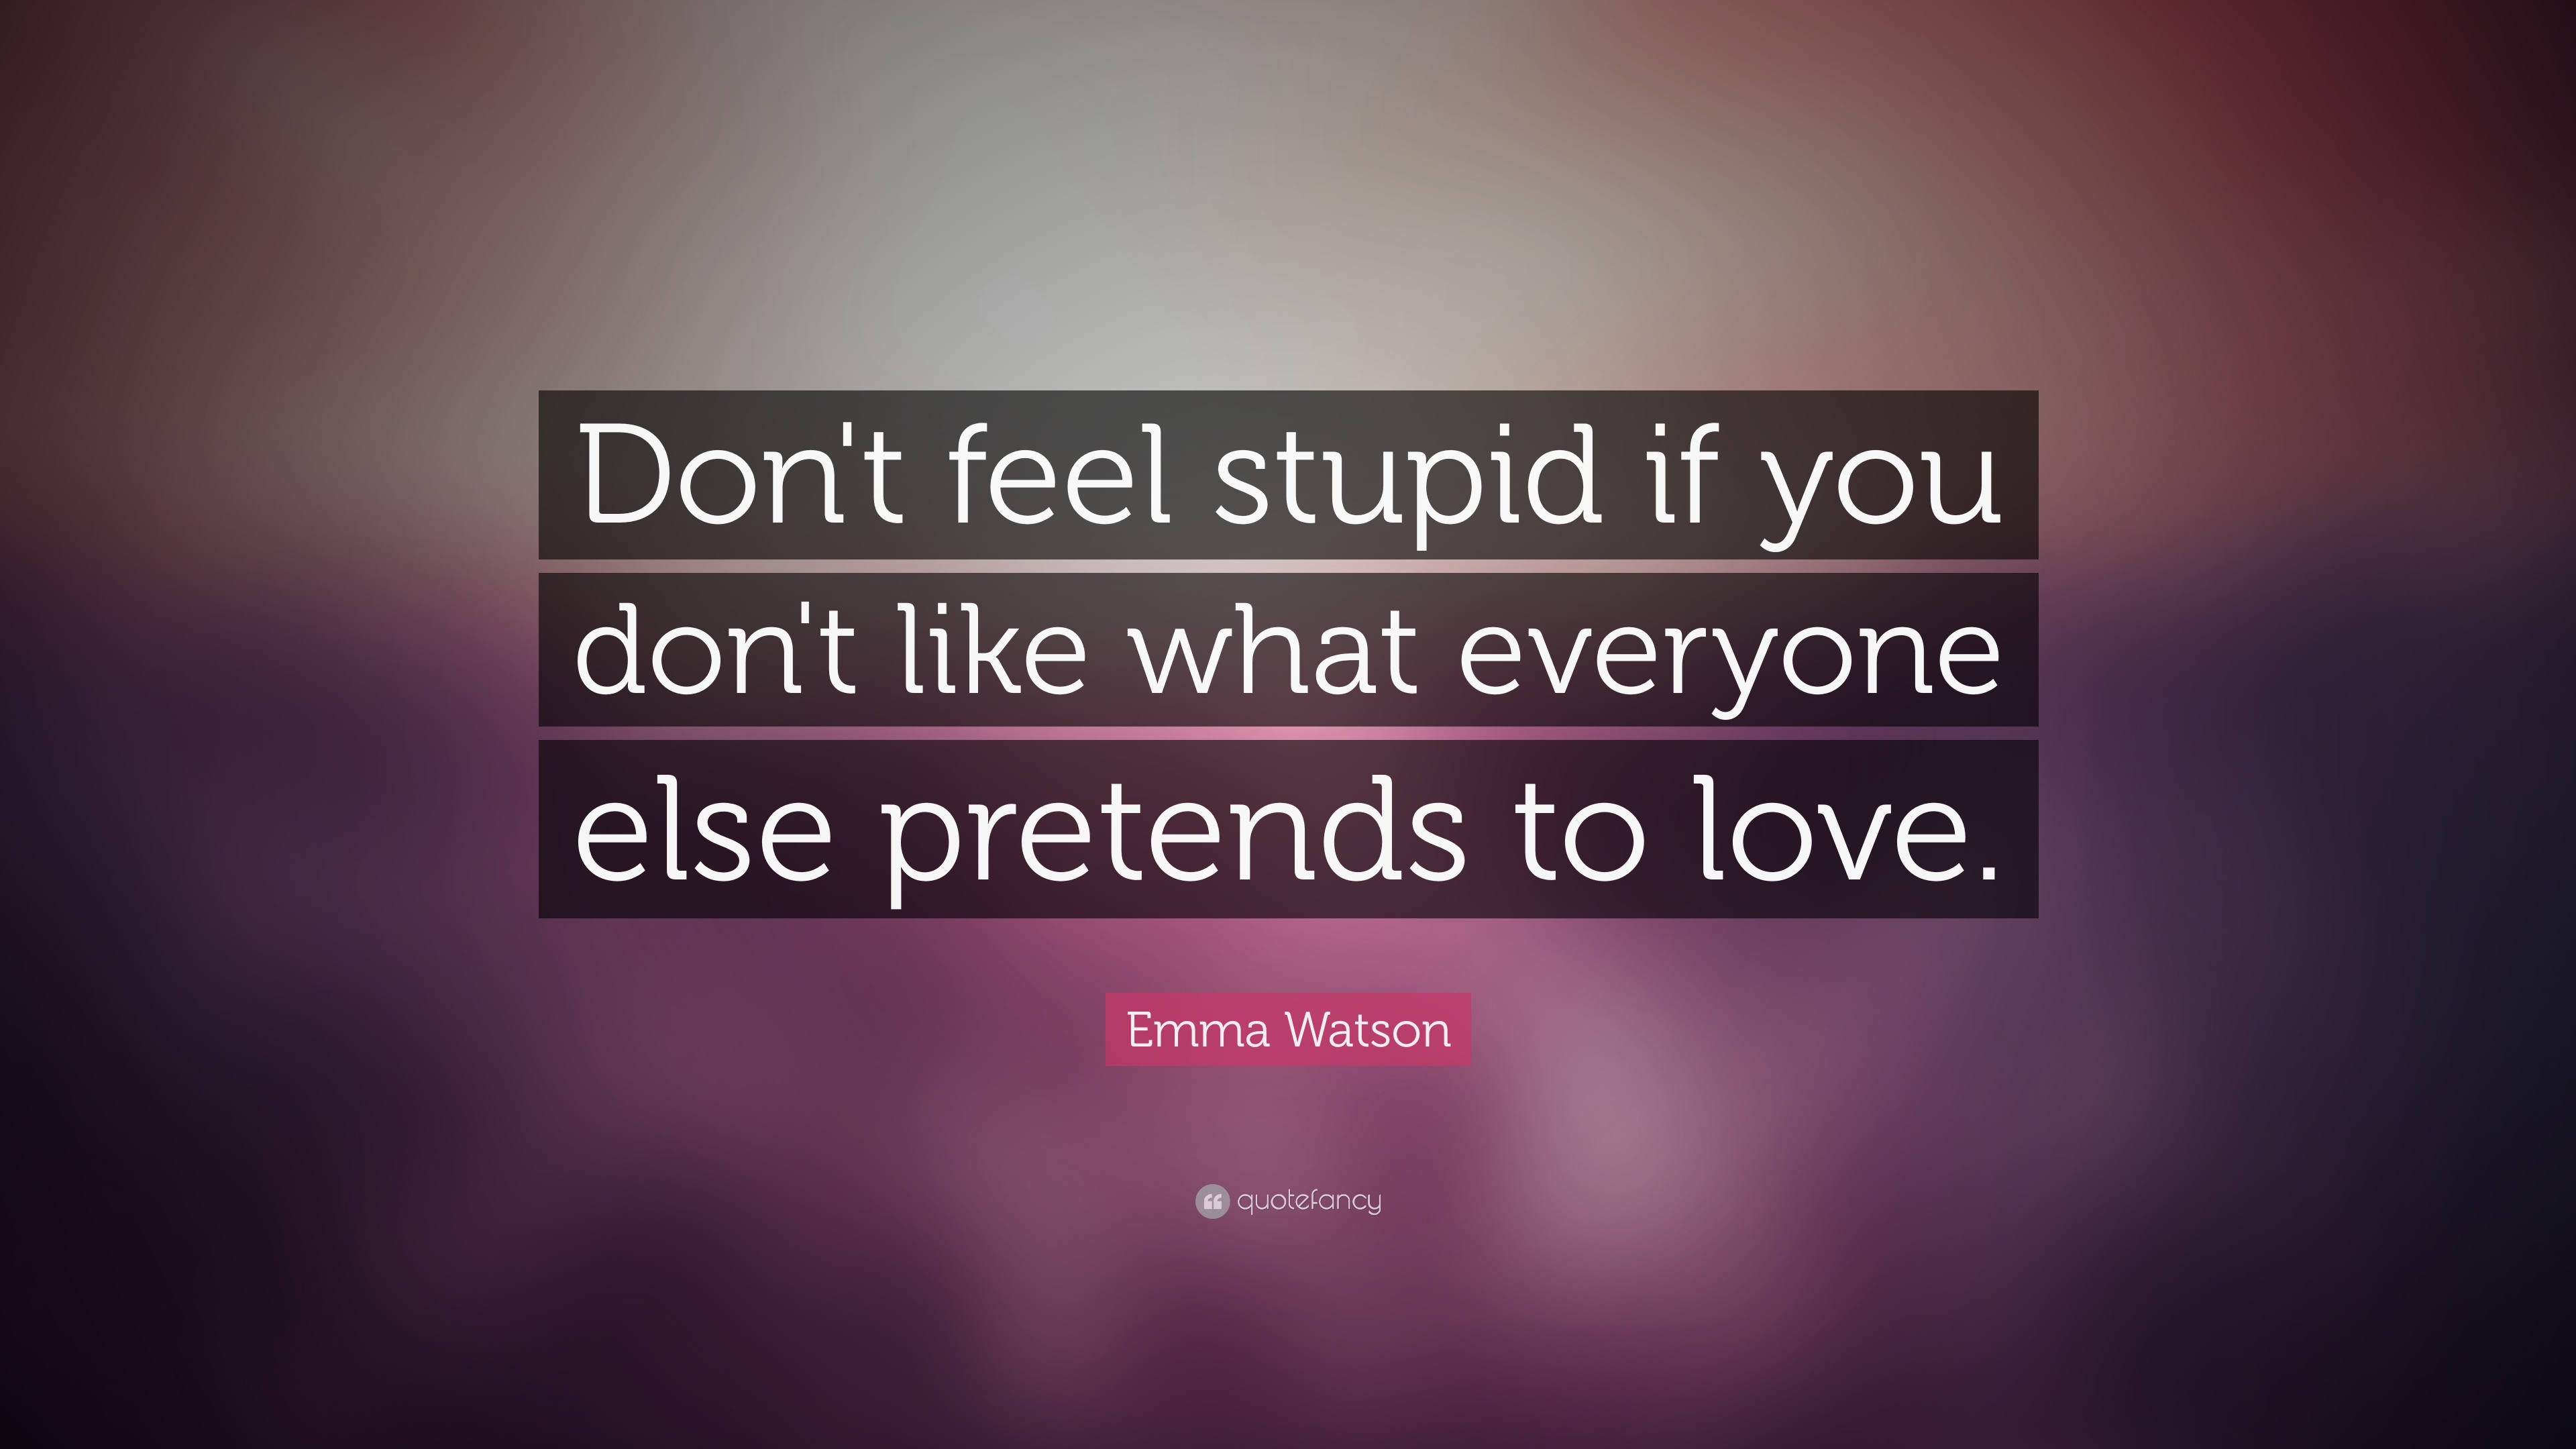 Don't feel stupid if you
don't like what everyone
else pretends to love.
Emma Watson
quotefancy